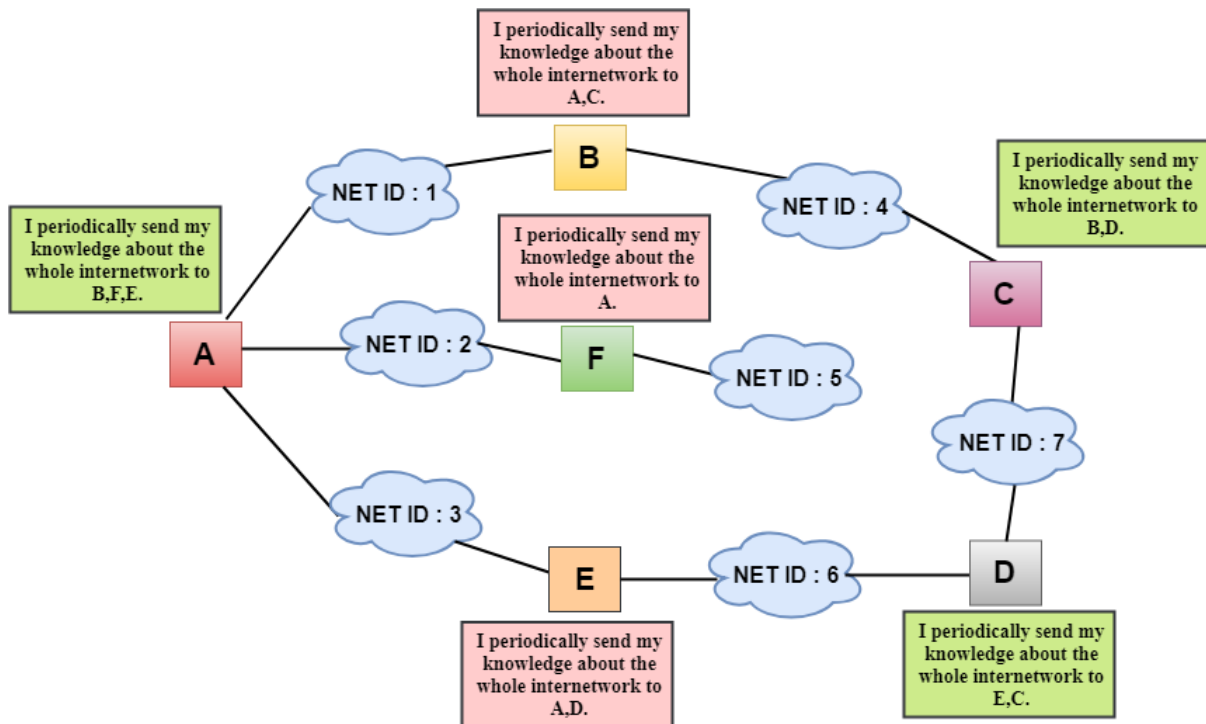 I periodically send my
knowledge about the
whole internetwork to
A,C.
B
NET ID : 1
NET ID : 4
I periodically send my
knowledge about the
whole internetwork to
B,D.
I periodically send my
knowledge about the
whole internetwork to
B,F,E.
I periodically send my
knowledge about the
whole internetwork to
A.
C
A
NET ID : 2
F
NET ID : 5
NET ID : 7
NET ID : 3
E
NET ID : 6
D
I periodically send my
knowledge about the
whole internetwork to
A,D.
I periodically send my
knowledge about the
whole internetwork to
E,C.